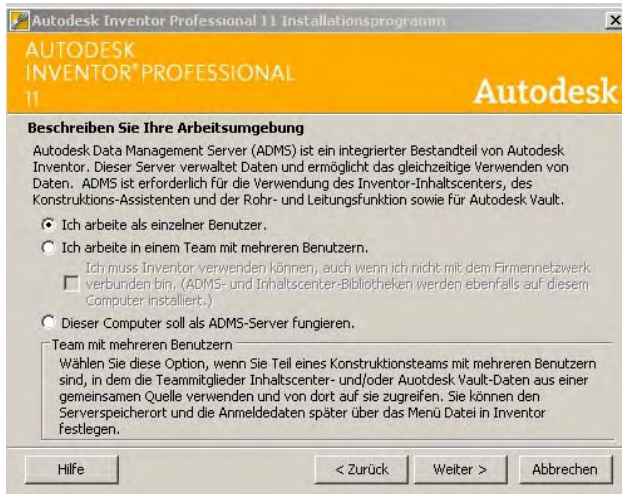 Autodesk Inventor Professional 11 Installationsprogramm
AUTODESK
INVENTOR®PROFESSIONAL
11
Autodesk
Beschreiben Sie Ihre Arbeitsumgebung
Autodesk Data Management Server (ADMS) ist ein integrierter Bestandteil von Autodesk
Inventor. Dieser Server verwaltet Daten und ermöglicht das gleichzeitige Verwenden von
Daten. ADMS ist erforderlich für die Verwendung des Inventor-Inhaltscenters, des
Konstruktions-Assistenten und der Rohr- und Leitungsfunktion sowie für Autodesk Vault.
Ich arbeite als einzelner Benutzer.
Ich arbeite in einem Team mit mehreren Benutzern.
Ich muss Inventor verwenden können, auch wenn ich nicht mit dem Firmennetzwerk
verbunden bin. (ADMS- und Inhaltscenter-Bibliotheken werden ebenfalls auf diesem
Computer installiert.)
Dieser Computer soll als ADMS-Server fungieren.
Team mit mehreren Benutzern
Wählen Sie diese Option, wenn Sie Teil eines Konstruktionsteams mit mehreren Benutzern
sind, in dem die Teammitglieder Inhaltscenter- und/oder Auotdesk Vault-Daten aus einer
gemeinsamen Quelle verwenden und von dort auf sie zugreifen. Sie können den
Serverspeicherort und die Anmeldedaten später über das Menü Datei in Inventor
festlegen.
Hilfe
< Zurück
Weiter >
Abbrechen